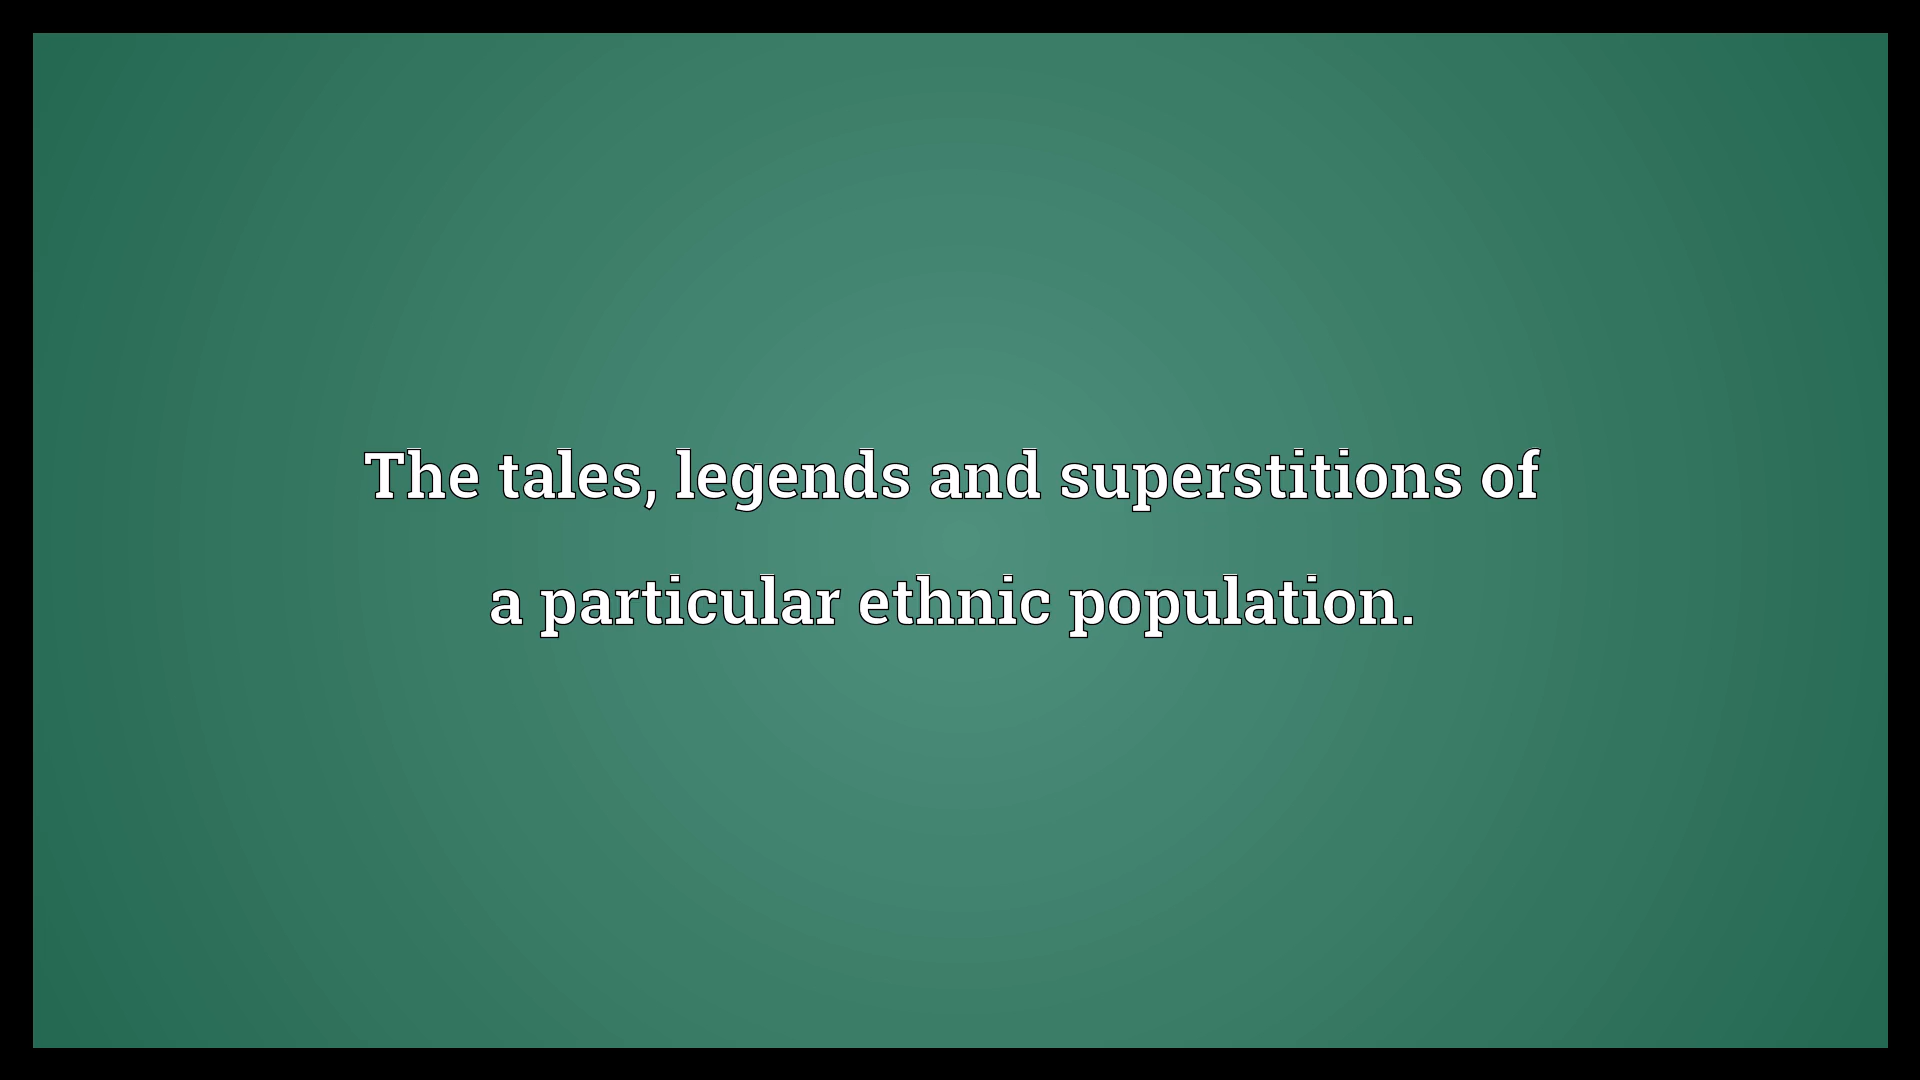 The tales, legends and superstitions of
a particular ethnic population.